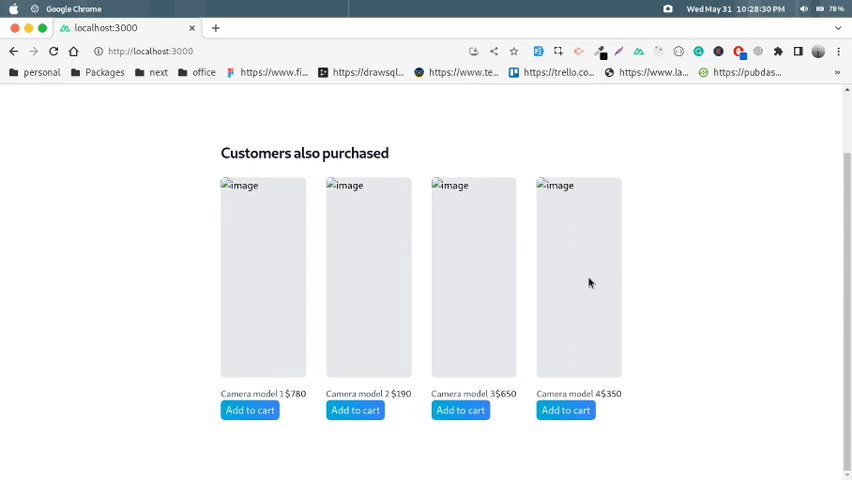 Google Chrome Wed May 31 10:28:30 PM 78 %
localhost:3000
http://localhost:3000
personal Packages next office https://www.fi... https://drawsql... https://www.te... https://trello.co... https://www.la... https://pubdas... »
Customers also purchased
image image image image
Camera model 1 $780 Camera model 2 $190 Camera model 3$650 Camera model 4$350
Add to cart Add to cart Add to cart Add to cart